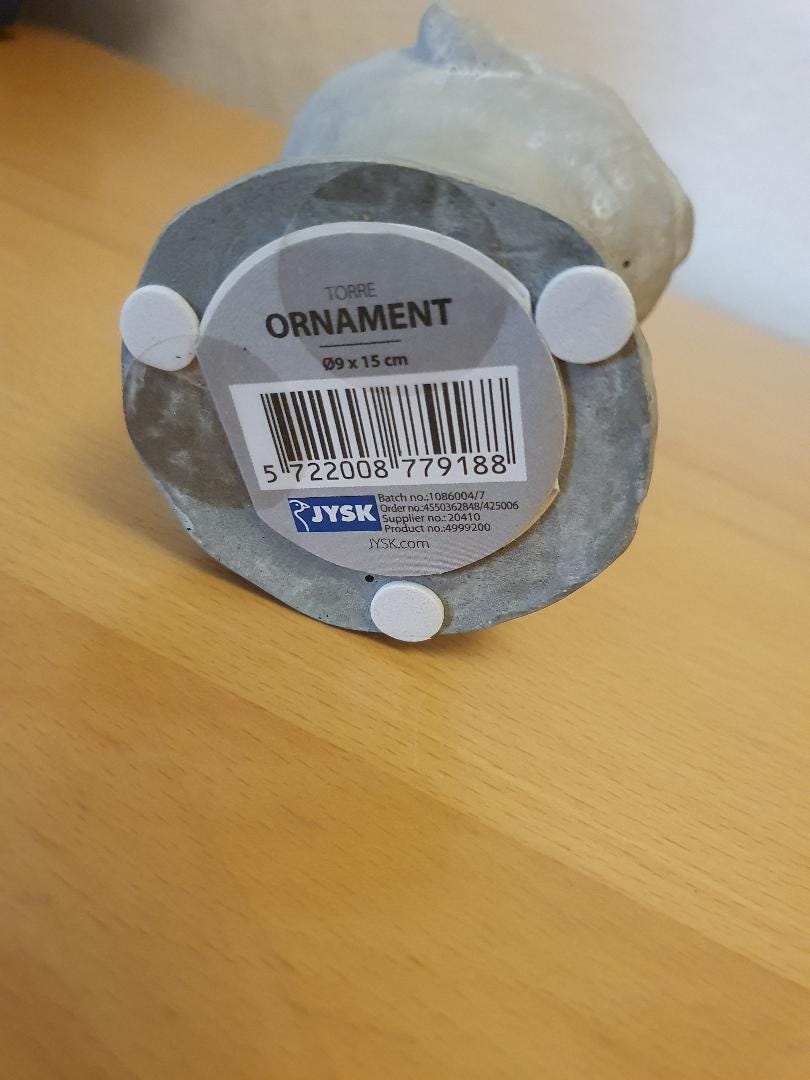 TORRE
ORNAMENT
Ø9 x 15 cm
5 722008 779188
JYSK
Batch no.:1086004/7
Order no.:4550362848/425006
Supplier no.: 20410
Product no.:4999200
JYSK.com